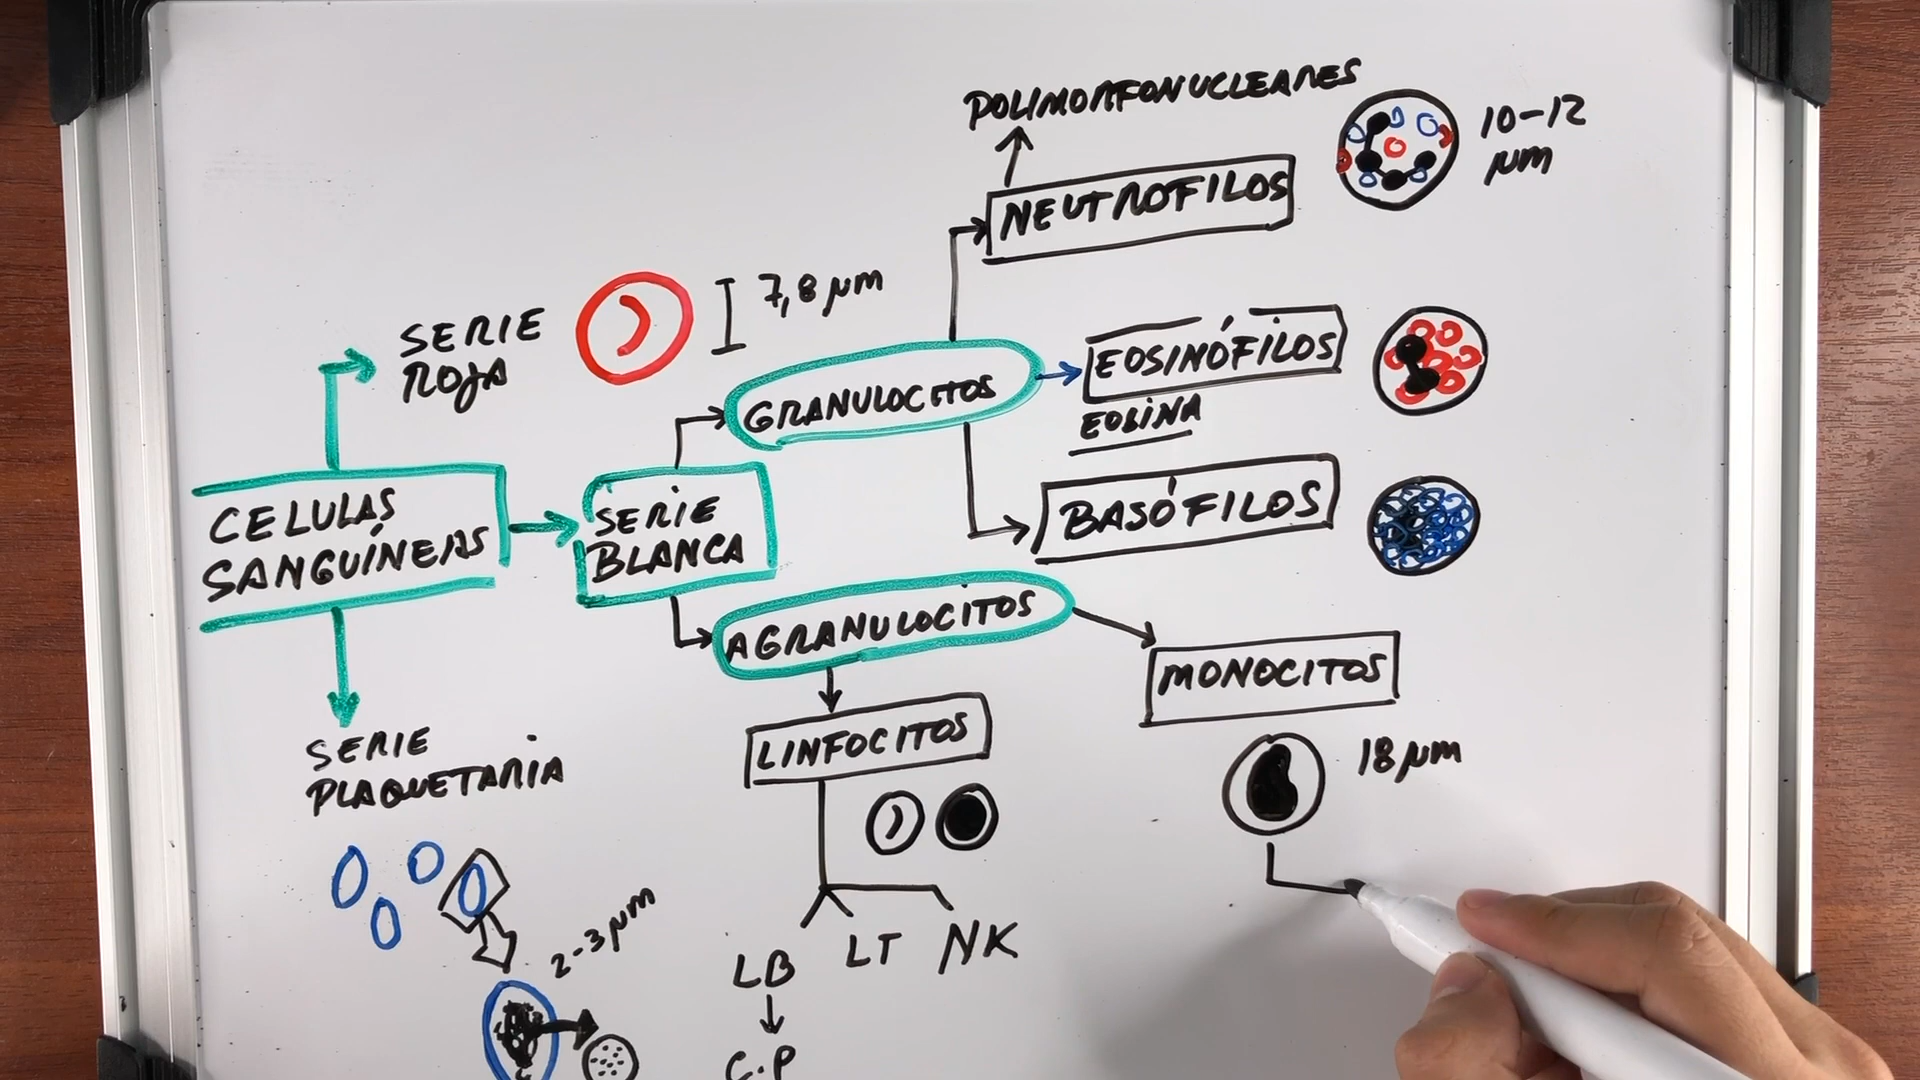 POLIMORFONUCLEARES
10-12
µm
NEUTROFILOS
7,8 µm
SERIE
ROJA
EOSINÓFILOS
EOSINA
GRANULOCITOS
BASÓFILOS
CELULAS
SANGUÍNEAS
SERIE
BLANCA
AGRANULOCITOS
MONOCITOS
18 µm
LINFOCITOS
SERIE
PLAQUETARIA
2-3 µm
LB
LT
NK
C.P